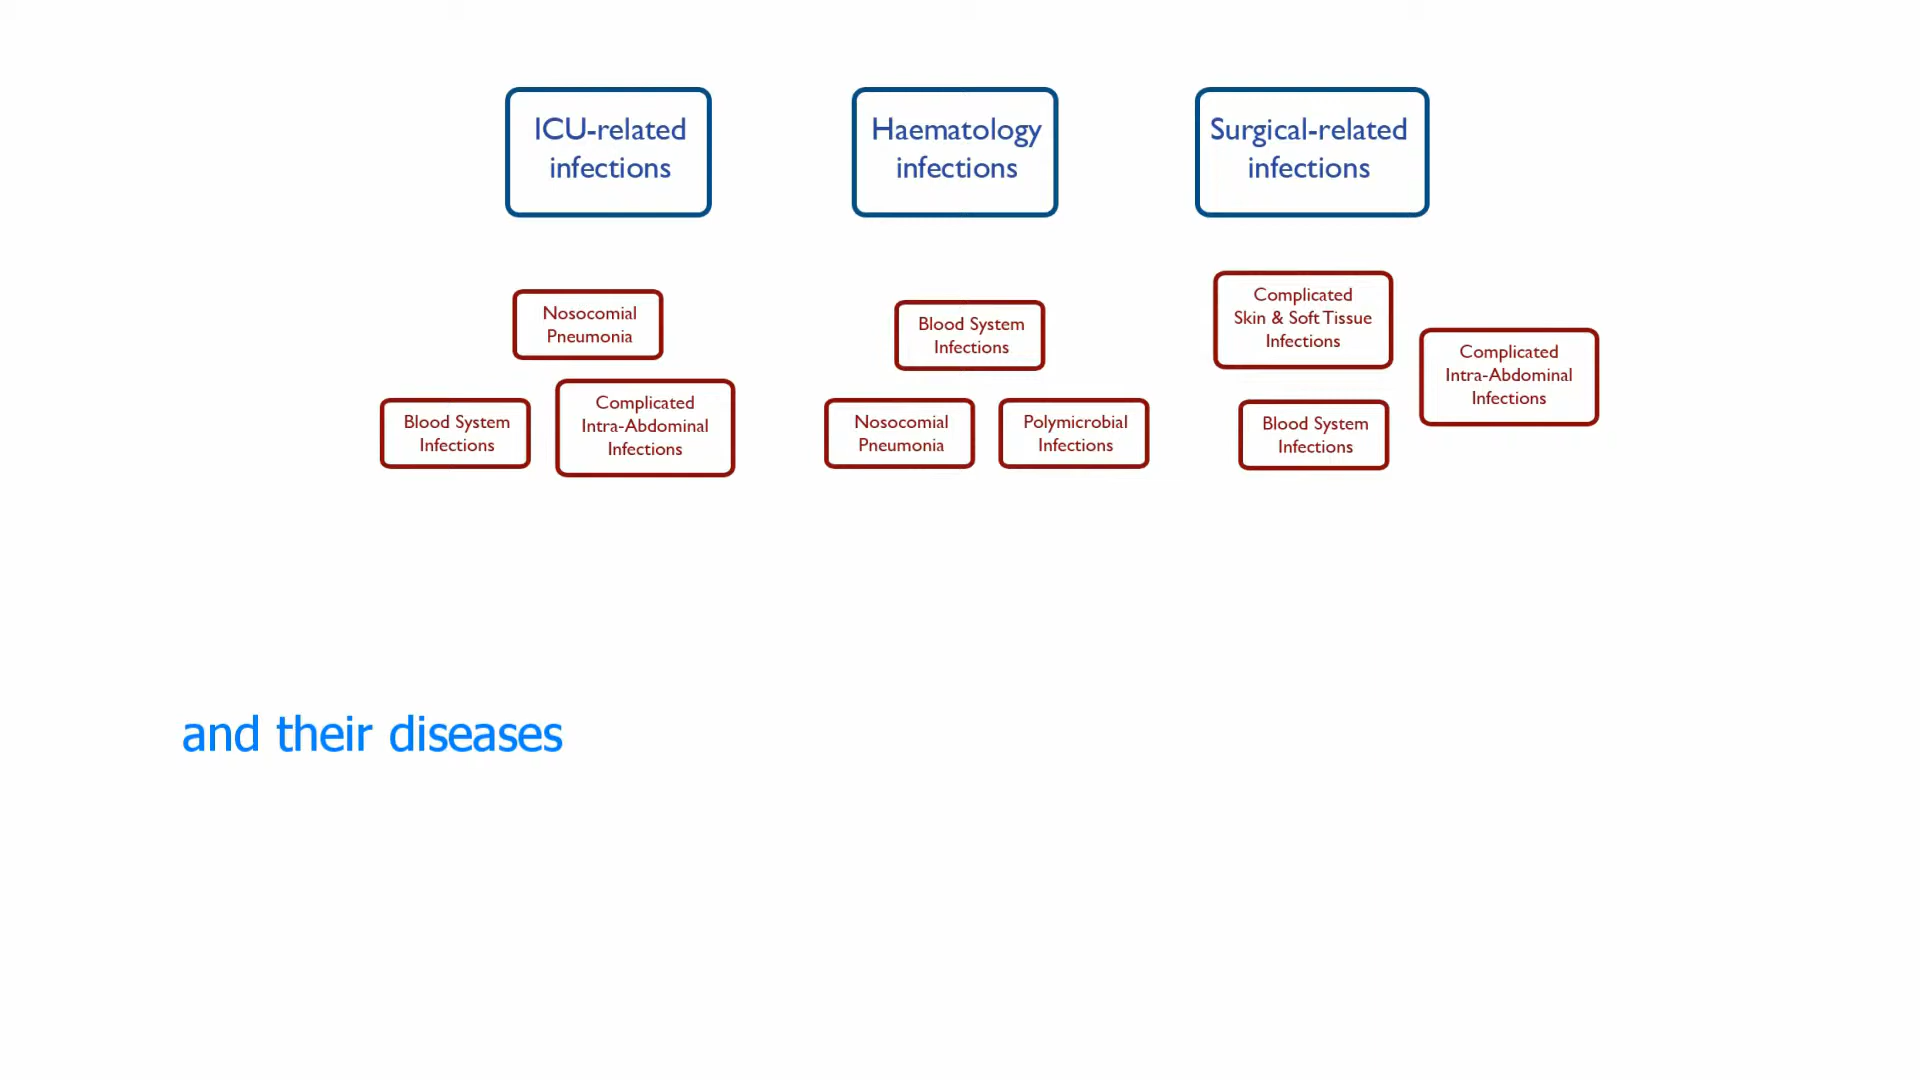 ICU-related
infections
Haematology
infections
Surgical-related
infections
Nosocomial
Pneumonia
Blood System
Infections
Complicated
Intra-Abdominal
Infections
Blood System
Infections
Nosocomial
Pneumonia
Polymicrobial
Infections
Complicated
Skin & Soft Tissue
Infections
Complicated
Intra-Abdominal
Infections
Blood System
Infections
and their diseases